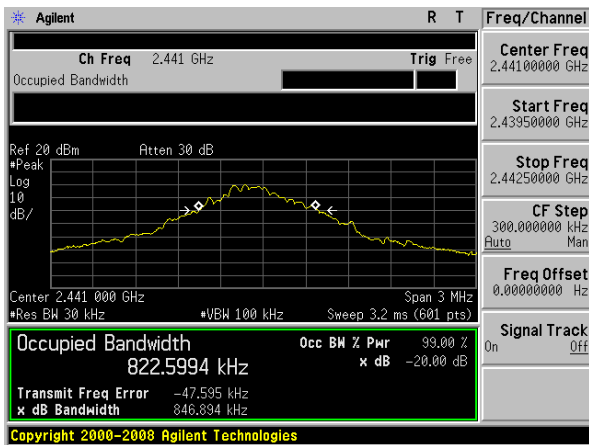 Agilent R T Freq/Channel
Ch Freq 2.441 GHz Trig Free
Occupied Bandwidth
Center Freq
2.44100000 GHz
Start Freq
2.43950000 GHz
Stop Freq
2.44250000 GHz
CF Step
300.000000 kHz
Auto Man
Freq Offset
0.00000000 Hz
Signal Track
On Off
Ref 20 dBm Atten 30 dB
#Peak
Log
10
dB/
Center 2.441 000 GHz Span 3 MHz
#Res BW 30 kHz #VBW 100 kHz Sweep 3.2 ms (601 pts)
Occupied Bandwidth Occ BW % Pwr 99.00 %
822.5994 kHz x dB -20.00 dB
Transmit Freq Error -47.595 kHz
x dB Bandwidth 846.894 kHz
Copyright 2000-2008 Agilent Technologies